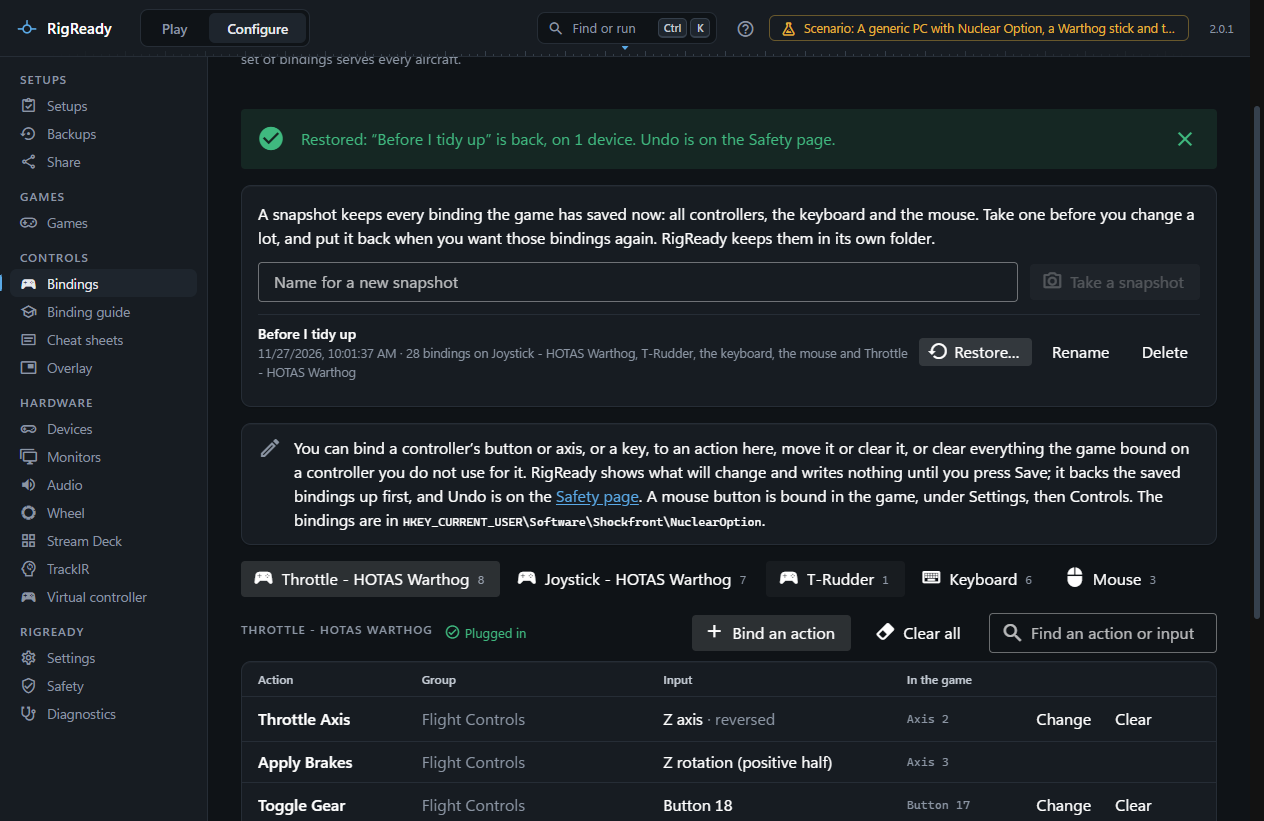 RigReady
Play
Configure
Find or run
Ctrl
K
Scenario: A generic PC with Nuclear Option, a Warthog stick and t...
2.0.1
SETUPS
Setups
Backups
Share
GAMES
Games
CONTROLS
Bindings
Binding guide
Cheat sheets
Overlay
HARDWARE
Devices
Monitors
Audio
Wheel
Stream Deck
TrackIR
Virtual controller
RIGREADY
Settings
Safety
Diagnostics
set of bindings serves every aircraft.
Restored: “Before I tidy up” is back, on 1 device. Undo is on the Safety page.
A snapshot keeps every binding the game has saved now: all controllers, the keyboard and the mouse. Take one before you change a
lot, and put it back when you want those bindings again. RigReady keeps them in its own folder.
Name for a new snapshot
Take a snapshot
Before I tidy up
11/27/2026, 10:01:37 AM · 28 bindings on Joystick - HOTAS Warthog, T-Rudder, the keyboard, the mouse and Throttle
- HOTAS Warthog
Restore...
Rename
Delete
You can bind a controller’s button or axis, or a key, to an action here, move it or clear it, or clear everything the game bound on
a controller you do not use for it. RigReady shows what will change and writes nothing until you press Save; it backs the saved
bindings up first, and Undo is on the Safety page. A mouse button is bound in the game, under Settings, then Controls. The
bindings are in HKEY_CURRENT_USER\Software\Shockfront\NuclearOption.
Throttle - HOTAS Warthog 8
Joystick - HOTAS Warthog 7
T-Rudder 1
Keyboard 6
Mouse 3
THROTTLE - HOTAS WARTHOG
Plugged in
Bind an action
Clear all
Find an action or input
Action Group Input In the game
Throttle Axis Flight Controls Z axis · reversed Axis 2 Change Clear
Apply Brakes Flight Controls Z rotation (positive half) Axis 3
Toggle Gear Flight Controls Button 18 Button 17 Change Clear